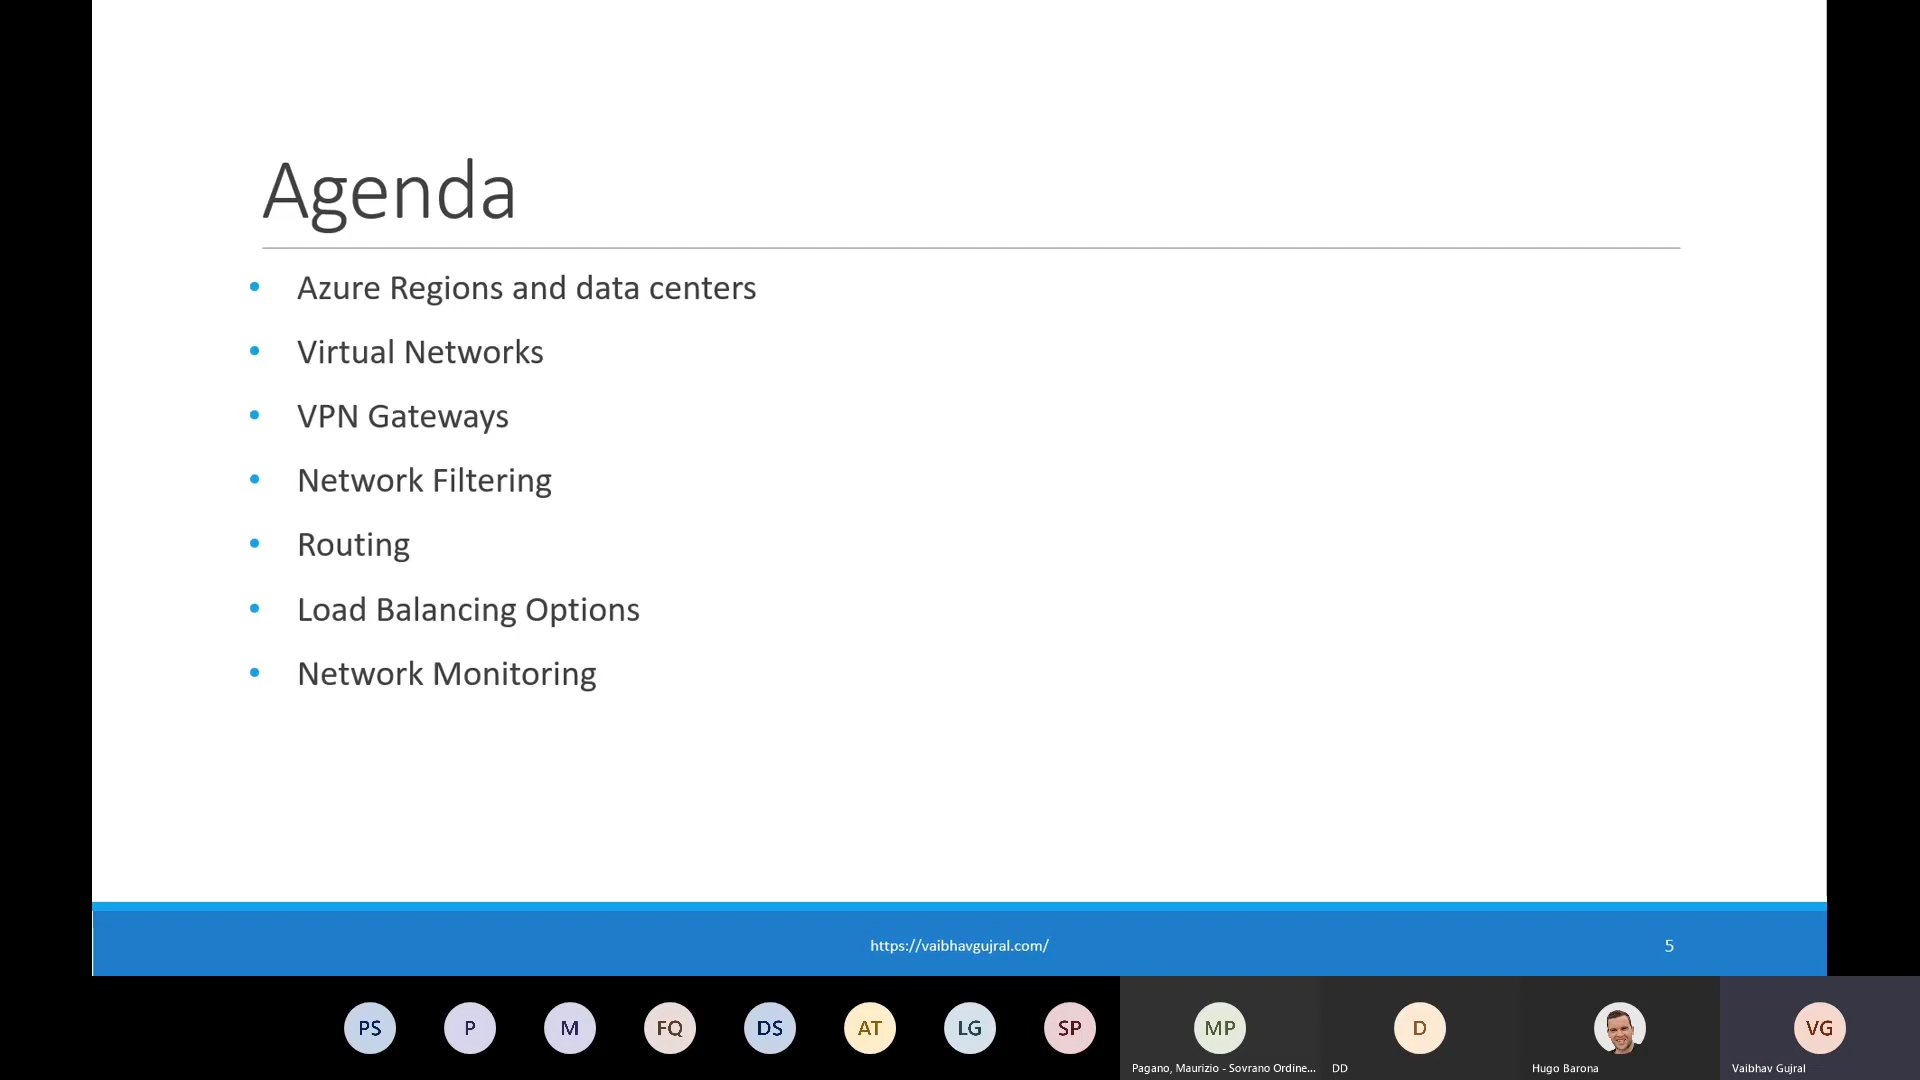 Agenda
• Azure Regions and data centers
• Virtual Networks
• VPN Gateways
• Network Filtering
• Routing
• Load Balancing Options
• Network Monitoring
https://vaibhavgujral.com/
5
PS
P
M
FQ
DS
AT
LG
SP
MP
D
VG
Pagano, Maurizio - Sovrano Ordine...
DD
Hugo Barona
Vaibhav Gujral